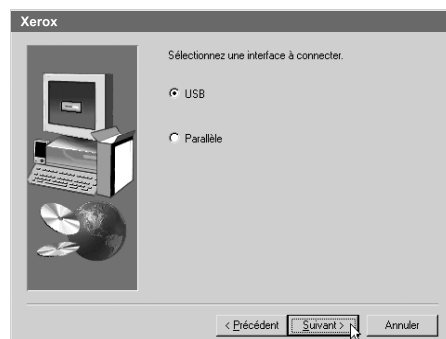 Xerox
Sélectionnez une interface à connecter.
USB
Parallèle
< Précédent
Suivant >
Annuler